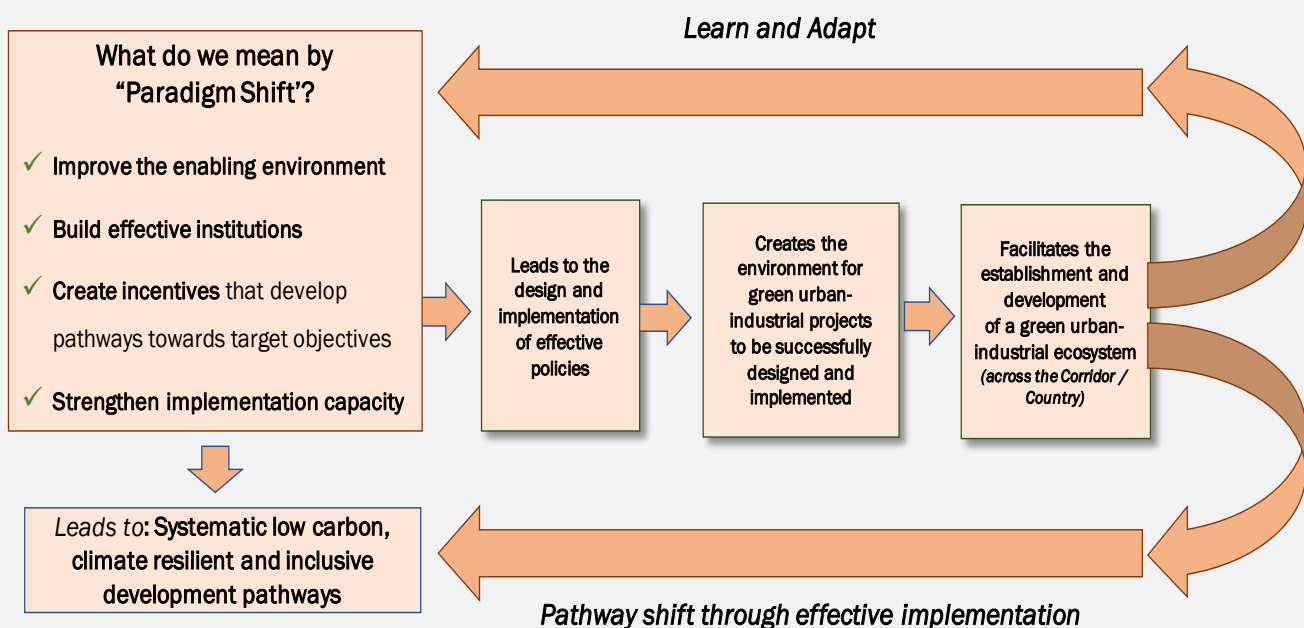 Learn and Adapt
What do we mean by
“Paradigm Shift’?
✓ Improve the enabling environment
✓ Build effective institutions
✓ Create incentives that develop
pathways towards target objectives
✓ Strengthen implementation capacity
Leads to the
design and
implementation
of effective
policies
Creates the
environment for
green urban-
industrial projects
to be successfully
designed and
implemented
Facilitates the
establishment and
development
of a green urban-
industrial ecosystem
(across the Corridor /
Country)
Leads to: Systematic low carbon,
climate resilient and inclusive
development pathways
Pathway shift through effective implementation